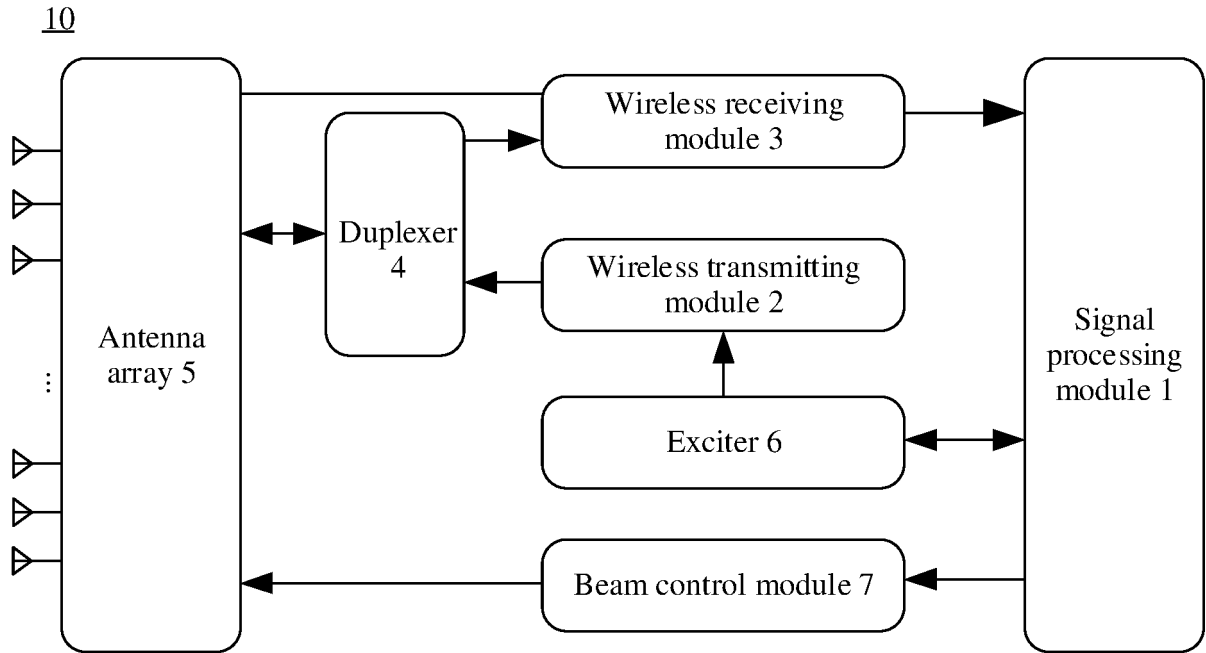 10
Wireless receiving
module 3
Duplexer
4
Wireless transmitting
module 2
Antenna
array 5
...
Signal
processing
module 1
Exciter 6
Beam control module 7